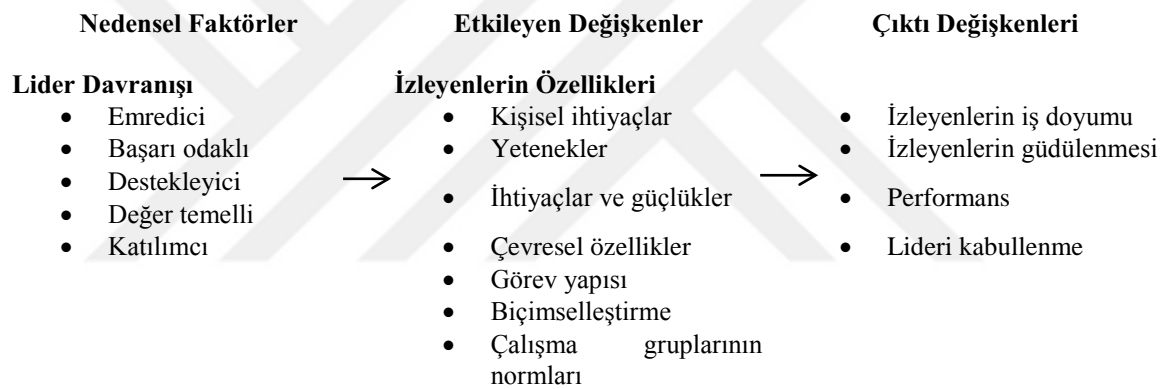 Nedensel Faktörler
Etkileyen Değişkenler
Çıktı Değişkenleri
Lider Davranışı
• Emredici
• Başarı odaklı
• Destekleyici
• Değer temelli
• Katılımcı
İzleyenlerin Özellikleri
• Kişisel ihtiyaçlar
• Yetenekler
• İhtiyaçlar ve güçlükler
• Çevresel özellikler
• Görev yapısı
• Biçimselleştirme
• Çalışma gruplarının
normları
• İzleyenlerin iş doyumu
• İzleyenlerin güdülenmesi
• Performans
• Lideri kabullenme